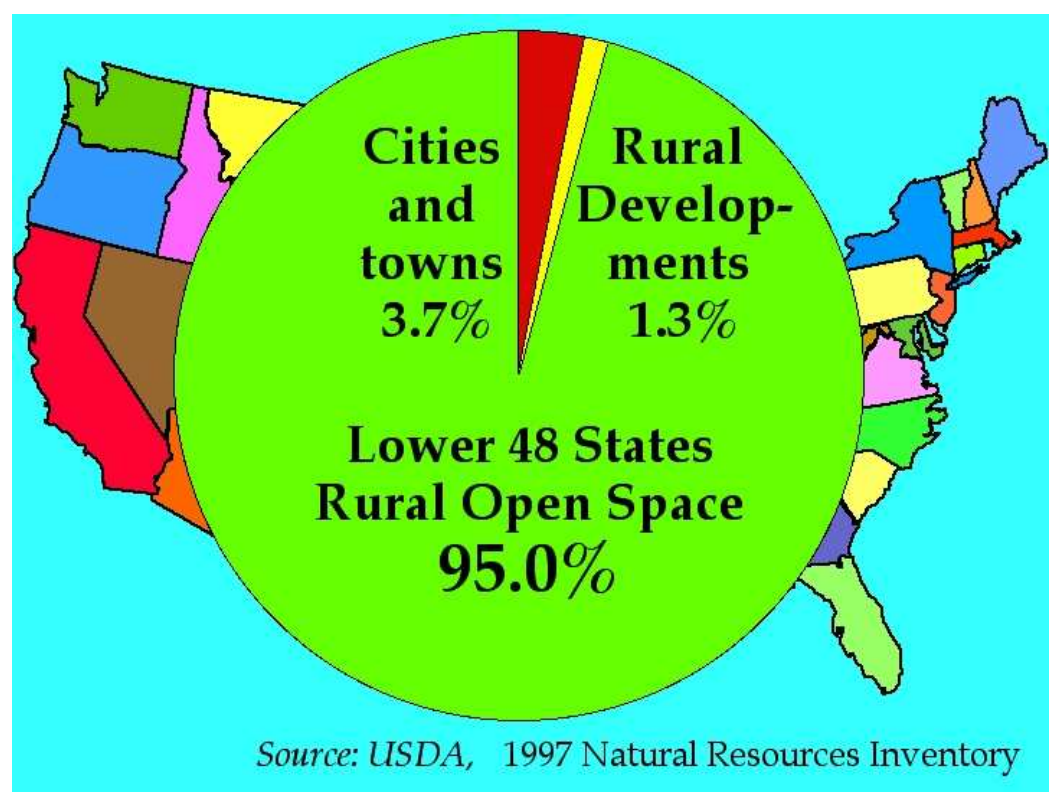 Cities
and
towns
3.7%
Rural
Develop-
ments
1.3%
Lower 48 States
Rural Open Space
95.0%
Source: USDA, 1997 Natural Resources Inventory